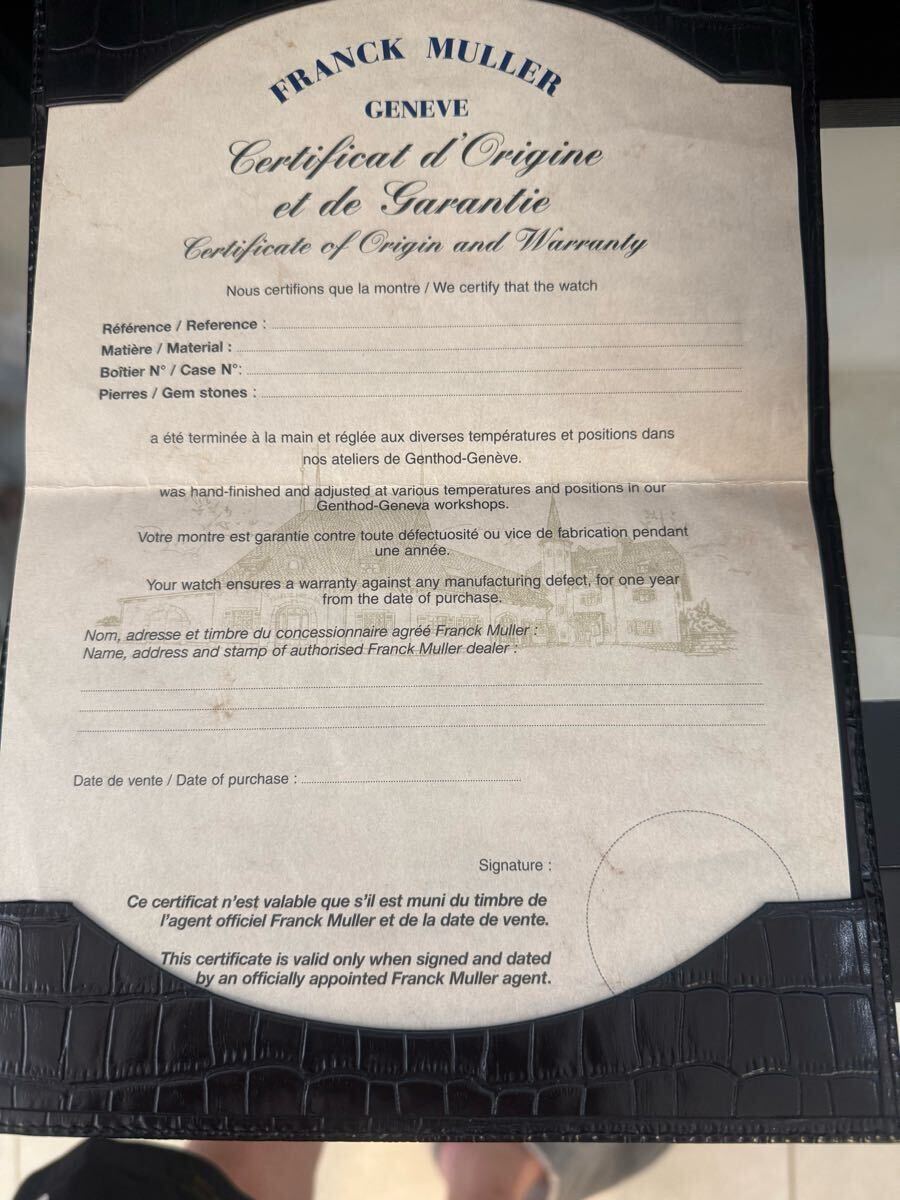 FRANCK MULLER
GENEVE
Certificat d'Origine
et de Garantie
Certificate of Origin and Warranty
Nous certifions que la montre / We certify that the watch
Référence / Reference :
Matière / Material :
Boîtier N° / Case N°:
Pierres / Gem stones :
a été terminée à la main et réglée aux diverses températures et positions dans
nos ateliers de Genthod-Genève.
was hand-finished and adjusted at various temperatures and positions in our
Genthod-Geneva workshops.
Votre montre est garantie contre toute défectuosité ou vice de fabrication pendant
une année.
Your watch ensures a warranty against any manufacturing defect, for one year
from the date of purchase.
Nom, adresse et timbre du concessionnaire agréé Franck Muller :
Name, address and stamp of authorised Franck Muller dealer :
Date de vente / Date of purchase :
Signature :
Ce certificat n'est valable que s'il est muni du timbre de
l'agent officiel Franck Muller et de la date de vente.
This certificate is valid only when signed and dated
by an officially appointed Franck Muller agent.